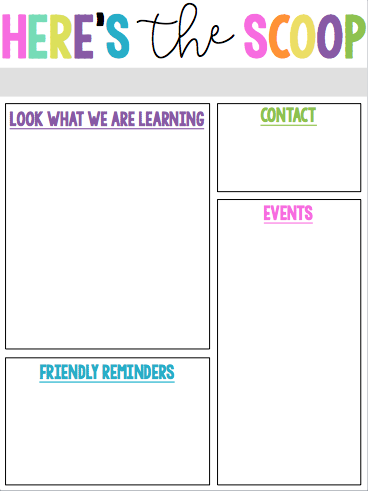 HERE'S the SCOOP
LOOK WHAT WE ARE LEARNING
CONTACT
EVENTS
FRIENDLY REMINDERS